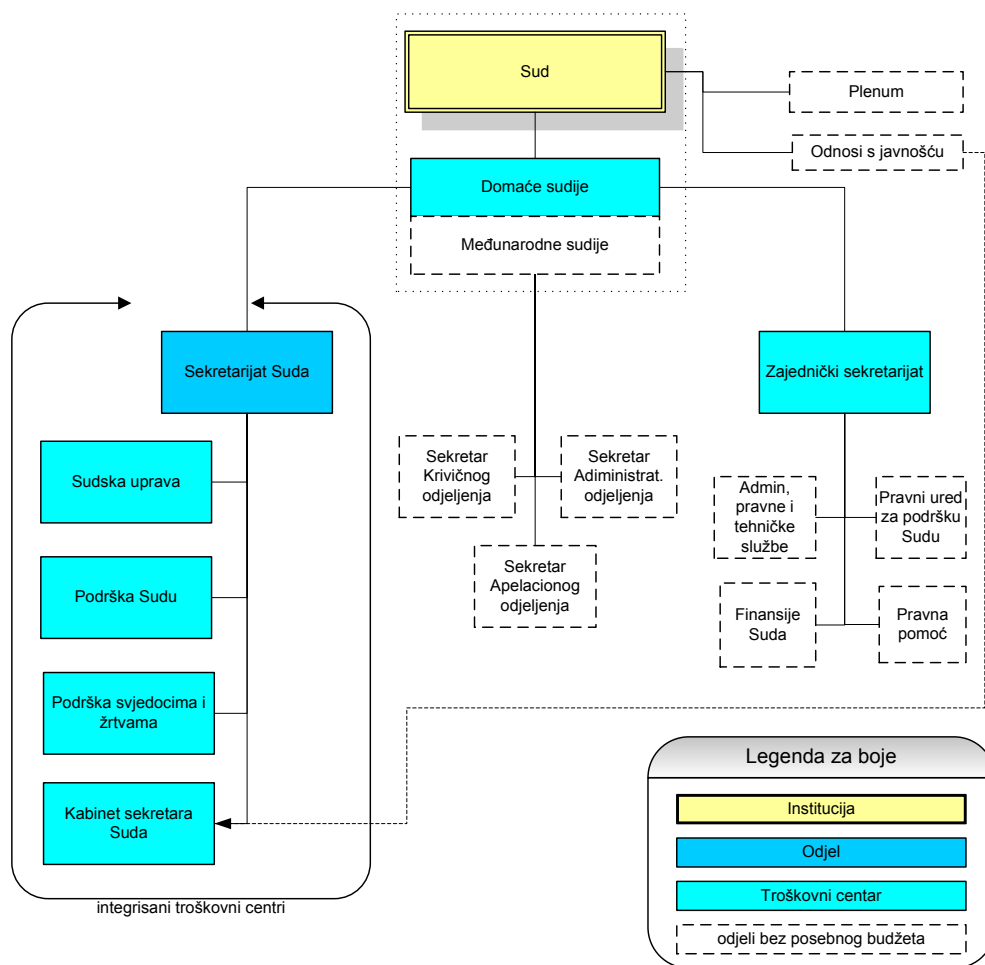 Sud
Plenum
Odnosi s javnošću
Domaće sudije
Međunarodne sudije
Sekretarijat Suda
Zajednički sekretarijat
Sudska uprava
Podrška Sudu
Podrška svjedocima i
žrtvama
Kabinet sekretara
Suda
integrisani troškovni centri
Sekretar
Krivičnog
odjeljenja
Sekretar
Adiministrat.
odjeljenja
Sekretar
Apelacionog
odjeljenja
Admin,
pravne i
tehničke
službe
Pravni ured
za podršku
Sudu
Finansije
Suda
Pravna
pomoć
Legenda za boje
Institucija
Odjel
Troškovni centar
odjeli bez posebnog budžeta